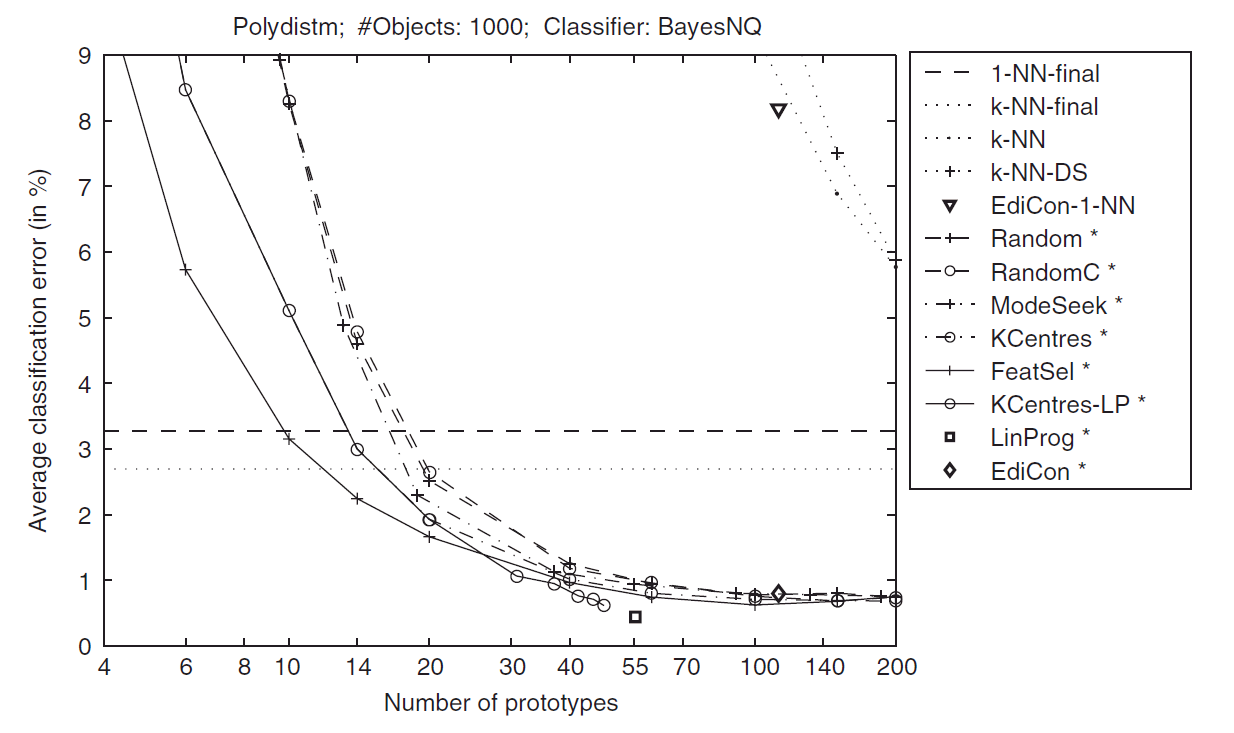 Polydistm; #Objects: 1000; Classifier: BayesNQ
9
8
7
6
5
4
3
2
1
0
Average classification error (in %)
4 6 8 10 14 20 30 40 55 70 100 140 200
Number of prototypes
1-NN-final
k-NN-final
k-NN
k-NN-DS
EdiCon-1-NN
Random *
RandomC *
ModeSeek *
KCentres *
FeatSel *
KCentres-LP *
LinProg *
EdiCon *